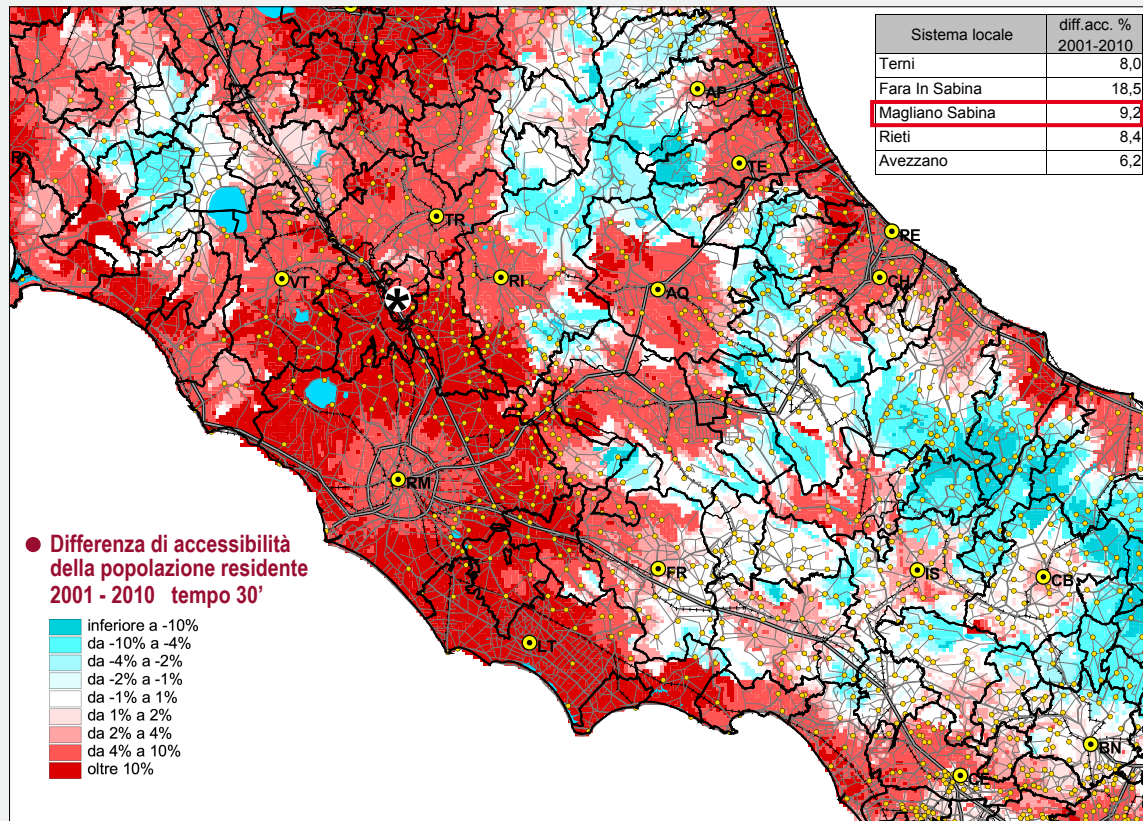 Sistema locale diff.acc. % 2001-2010
Terni 8,0
Fara In Sabina 18,5
Magliano Sabina 9,2
Rieti 8,4
Avezzano 6,2
AP
TE
R
TR
PE
VT
RI
AQ
CH
RM
FR
IS
CB
LT
BN
CE
● Differenza di accessibilità
della popolazione residente
2001 - 2010 tempo 30'
inferiore a -10%
da -10% a -4%
da -4% a -2%
da -2% a -1%
da -1% a 1%
da 1% a 2%
da 2% a 4%
da 4% a 10%
oltre 10%